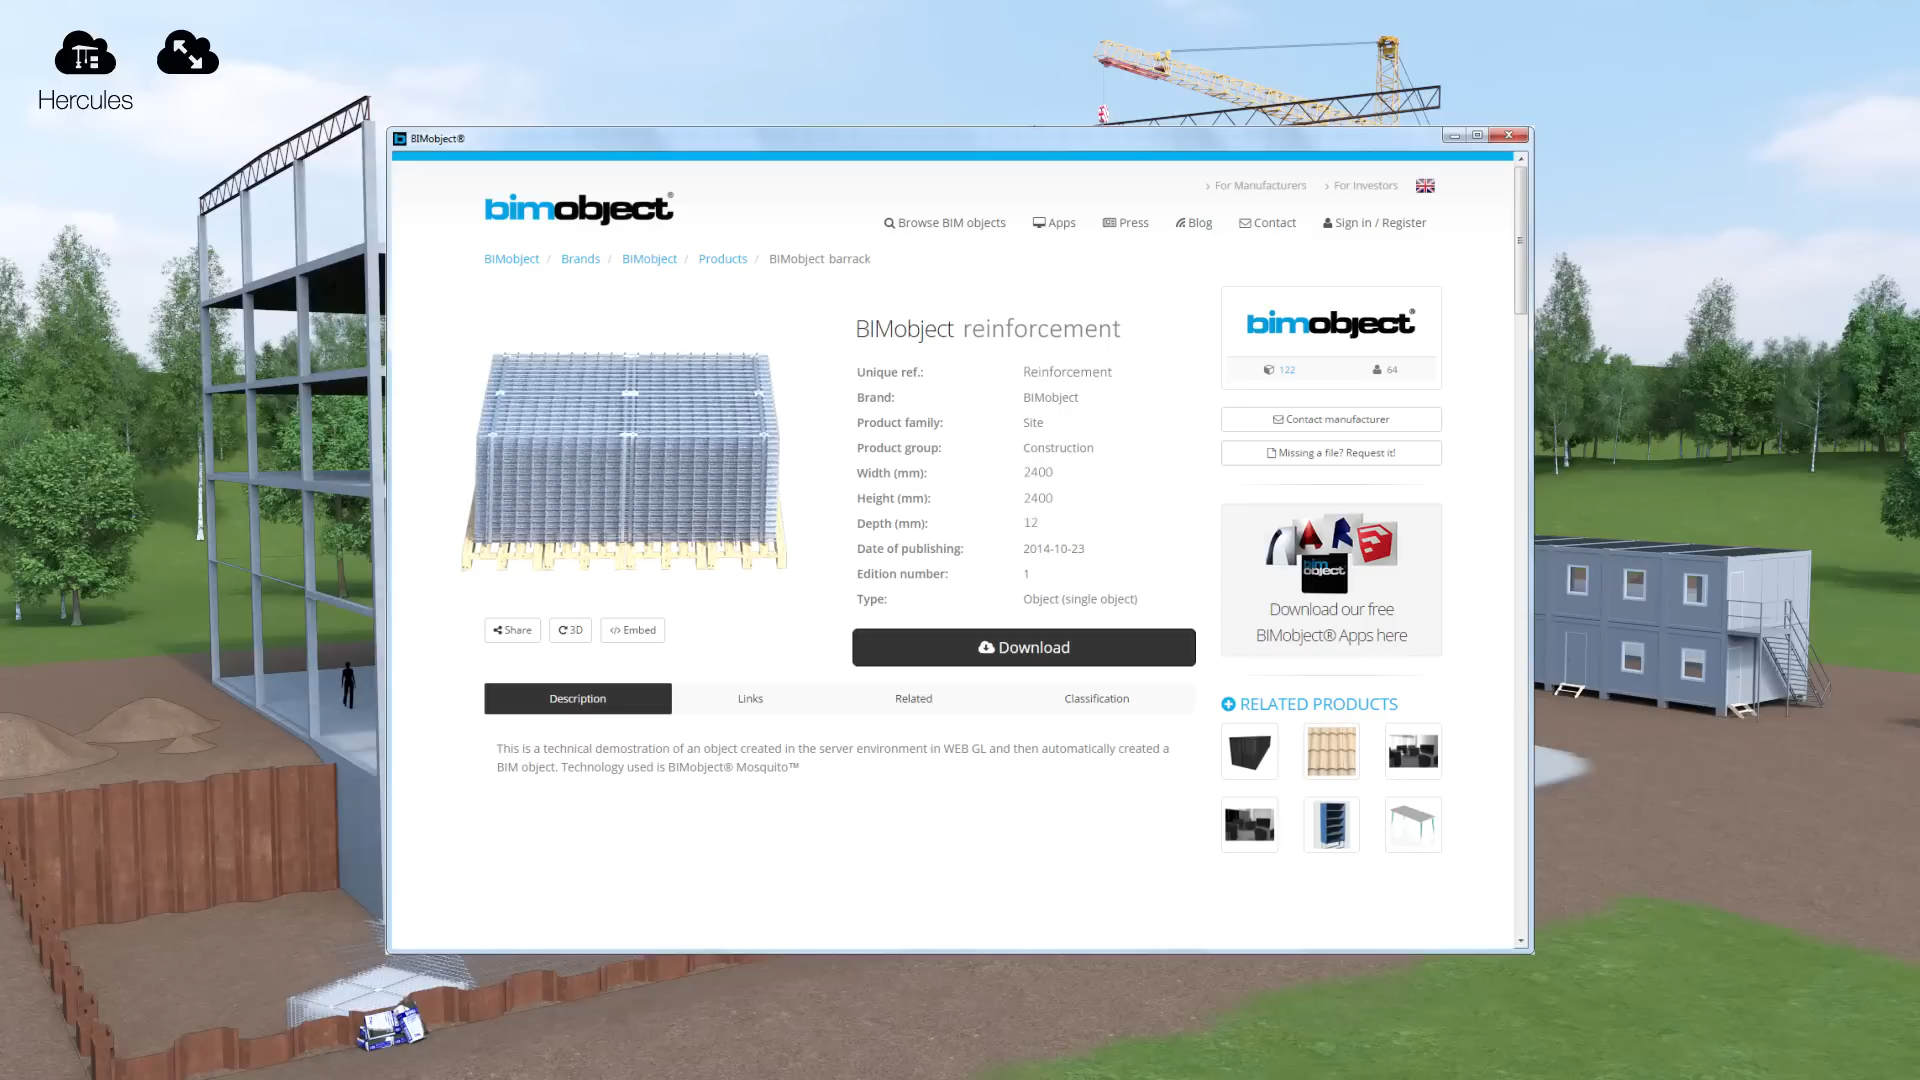 Hercules
BIMobject®
For Manufacturers For Investors
bimobject®
Browse BIM objects Apps Press Blog Contact Sign in / Register
BIMobject / Brands / BIMobject / Products / BIMobject barrack
BIMobject reinforcement
Unique ref.: Reinforcement
Brand: BIMobject
Product family: Site
Product group: Construction
Width (mm): 2400
Height (mm): 2400
Depth (mm): 12
Date of publishing: 2014-10-23
Edition number: 1
Type: Object (single object)
Share 3D Embed
Download
Description Links Related Classification
This is a technical demostration of an object created in the server environment in WEB GL and then automatically created a
BIM object. Technology used is BIMobject® Mosquito™
bimobject®
122 64
Contact manufacturer
Missing a file? Request it!
bim
object
Download our free
BIMobject® Apps here
RELATED PRODUCTS